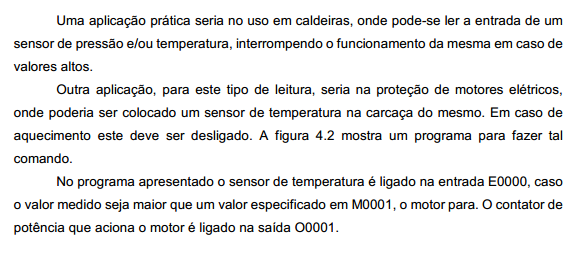 Uma aplicação prática seria no uso em caldeiras, onde pode-se ler a entrada de um
sensor de pressão e/ou temperatura, interrompendo o funcionamento da mesma em caso de
valores altos.
Outra aplicação, para este tipo de leitura, seria na proteção de motores elétricos,
onde poderia ser colocado um sensor de temperatura na carcaça do mesmo. Em caso de
aquecimento este deve ser desligado. A figura 4.2 mostra um programa para fazer tal
comando.
No programa apresentado o sensor de temperatura é ligado na entrada E0000, caso
o valor medido seja maior que um valor especificado em M0001, o motor para. O contator de
potência que aciona o motor é ligado na saída O0001.